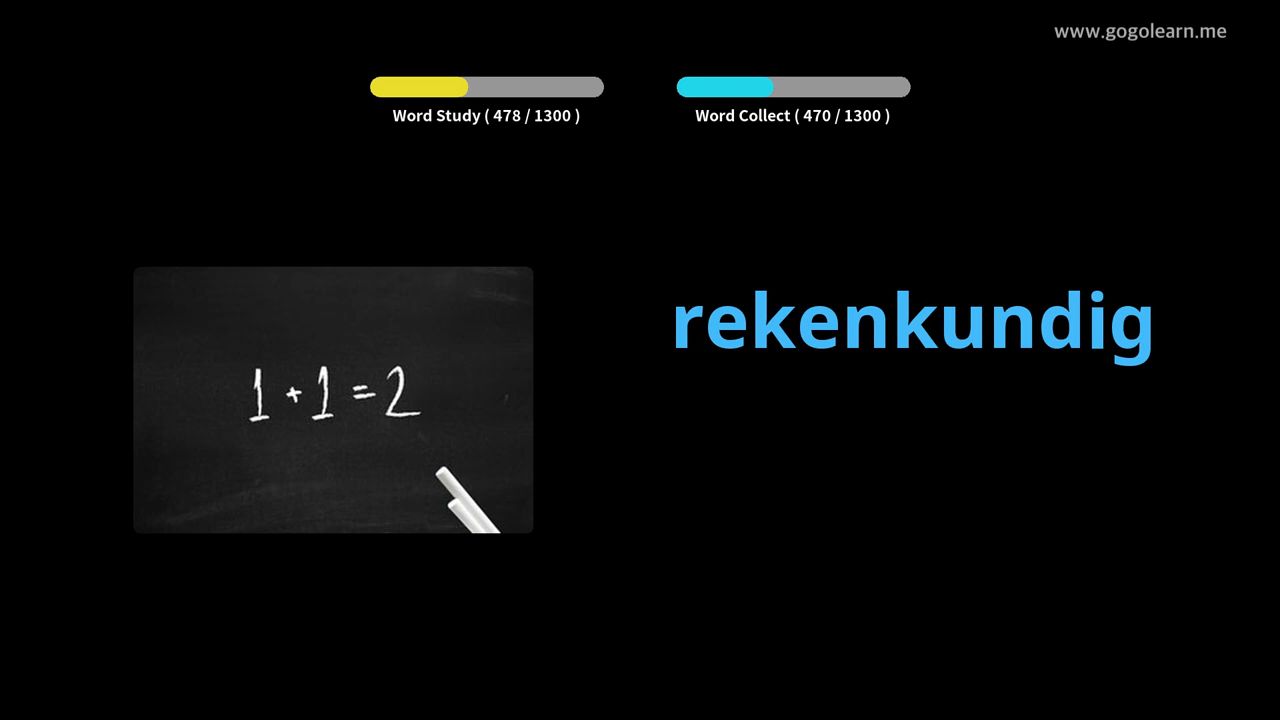 www.gogolearn.me
Word Study ( 478 / 1300 )
Word Collect ( 470 / 1300 )
rekenkundig
1 + 1 = 2